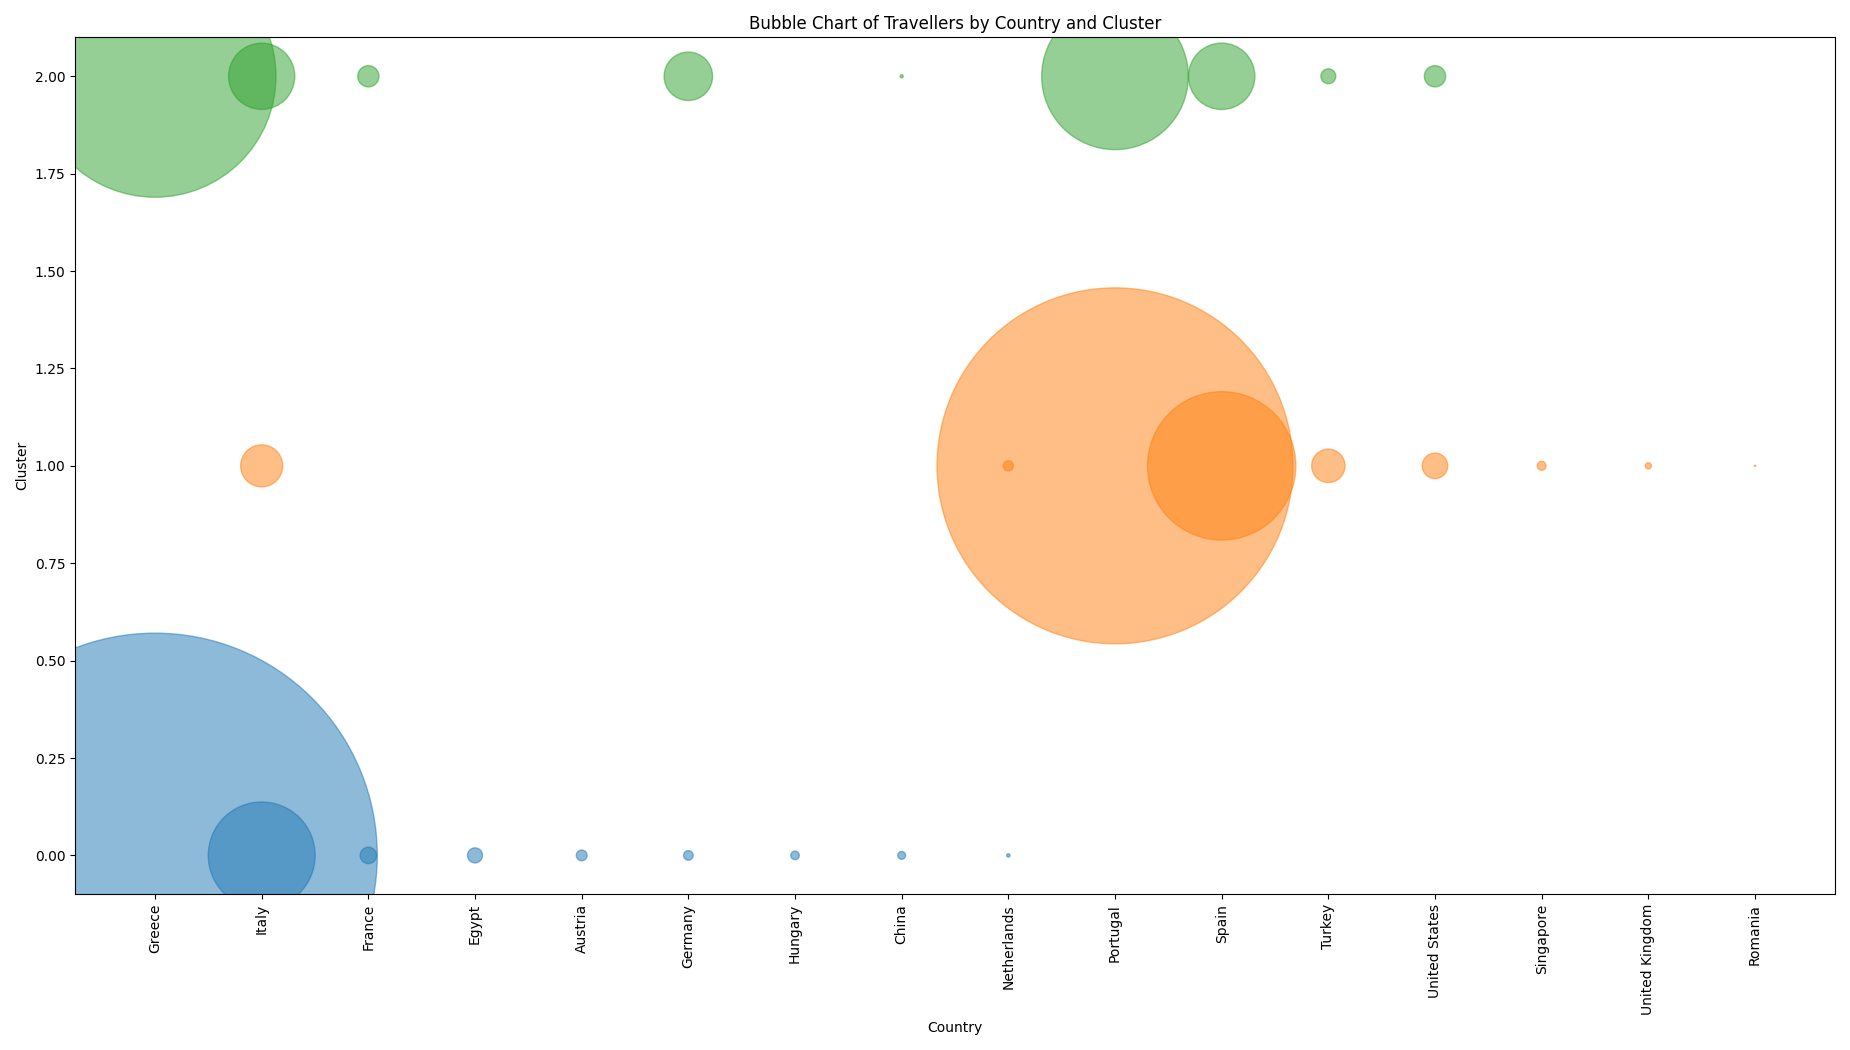 Bubble Chart of Travellers by Country and Cluster
2.00
1.75
1.50
1.25
1.00
0.75
0.50
0.25
0.00
Cluster
Greece
Italy
France
Egypt
Austria
Germany
Hungary
China
Netherlands
Portugal
Spain
Turkey
United States
Singapore
United Kingdom
Romania
Country